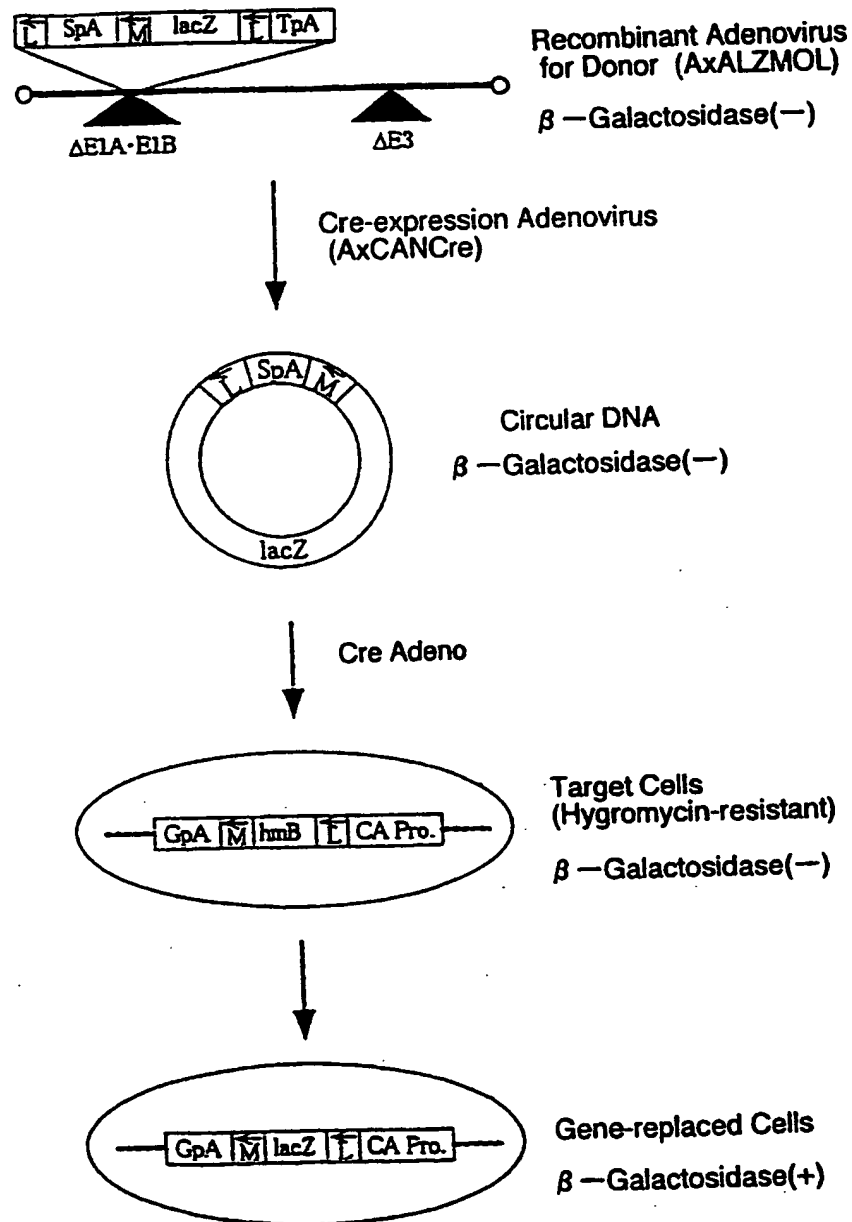 L SpA M lacZ L TpA
Recombinant Adenovirus
for Donor (AxALZMOL)
β－Galactosidase(－)
ΔE1A·E1B
ΔE3
Cre-expression Adenovirus
(AxCANCre)
L SpA M
lacZ
Circular DNA
β－Galactosidase(－)
Cre Adeno
GpA M hmB L CA Pro.
Target Cells
(Hygromycin-resistant)
β－Galactosidase(－)
GpA M lacZ L CA Pro.
Gene-replaced Cells
β－Galactosidase(+)